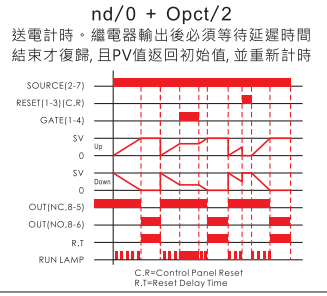 nd/0 + Opct/2
送電計時。繼電器輸出後必須等待延遲時間
結束才復歸, 且PV值返回初始值, 並重新計時
SOURCE(2-7)
RESET(1-3)(C.R)
GATE(1-4)
SV
Up
0
SV
Down
0
OUT(NC,8-5)
OUT(NO,8-6)
R.T
RUN LAMP
C.R=Control Panel Reset
R.T=Reset Delay Time